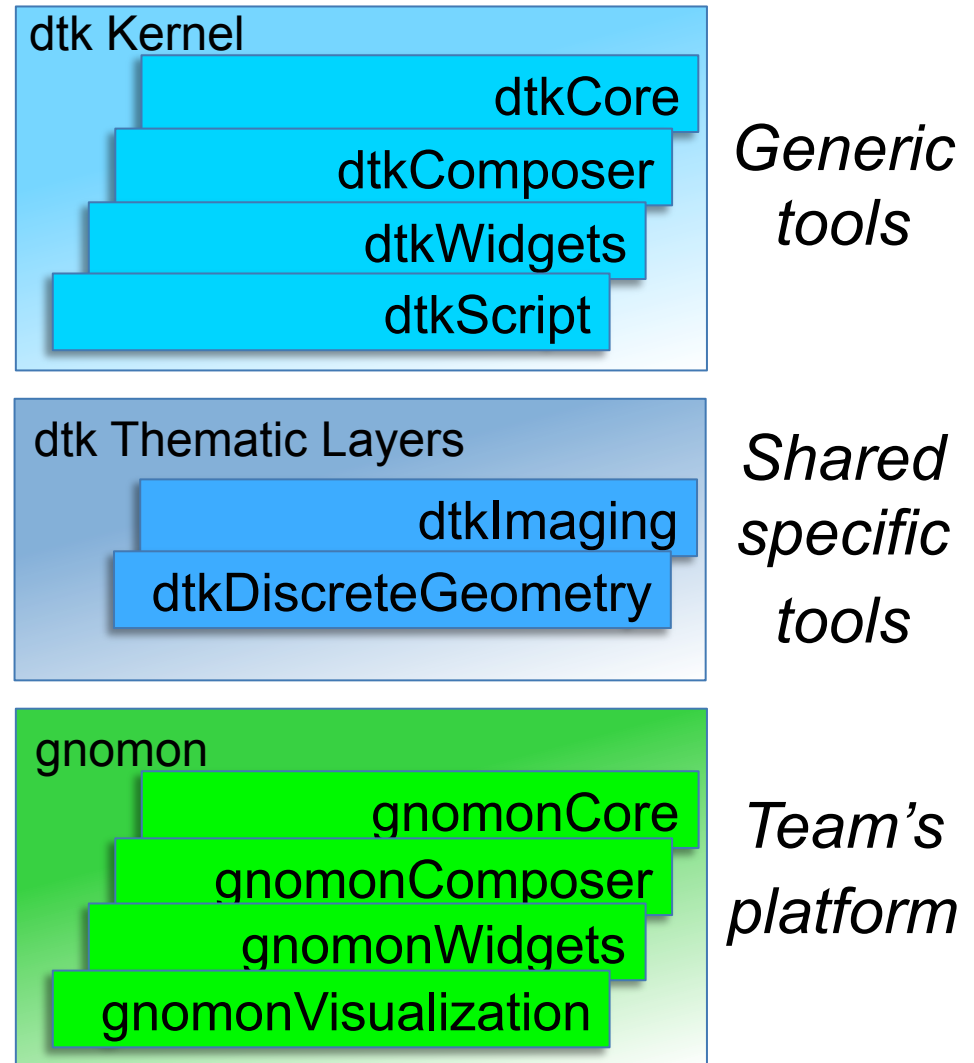 dtk Kernel
dtkCore
dtkComposer
dtkWidgets
dtkScript
Generic
tools
dtk Thematic Layers
dtkImaging
dtkDiscreteGeometry
Shared
specific
tools
gnomon
gnomonCore
gnomonComposer
gnomonWidgets
gnomonVisualization
Team’s
platform